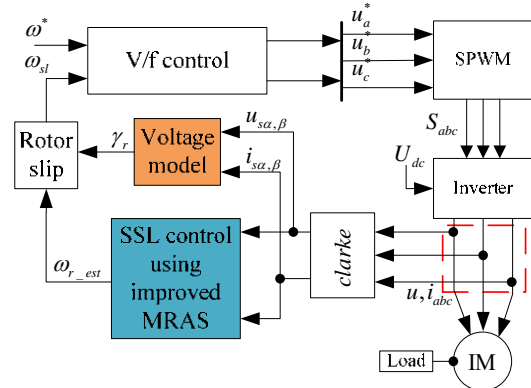 ω*
ω_sl
V/f control
u_a*
u_b*
u_c*
SPWM
S_abc
U_dc
Inverter
Rotor
slip
γ_r
Voltage
model
u_sα,β
i_sα,β
ω_r_est
SSL control
using
improved
MRAS
clarke
u,i_abc
Load
IM